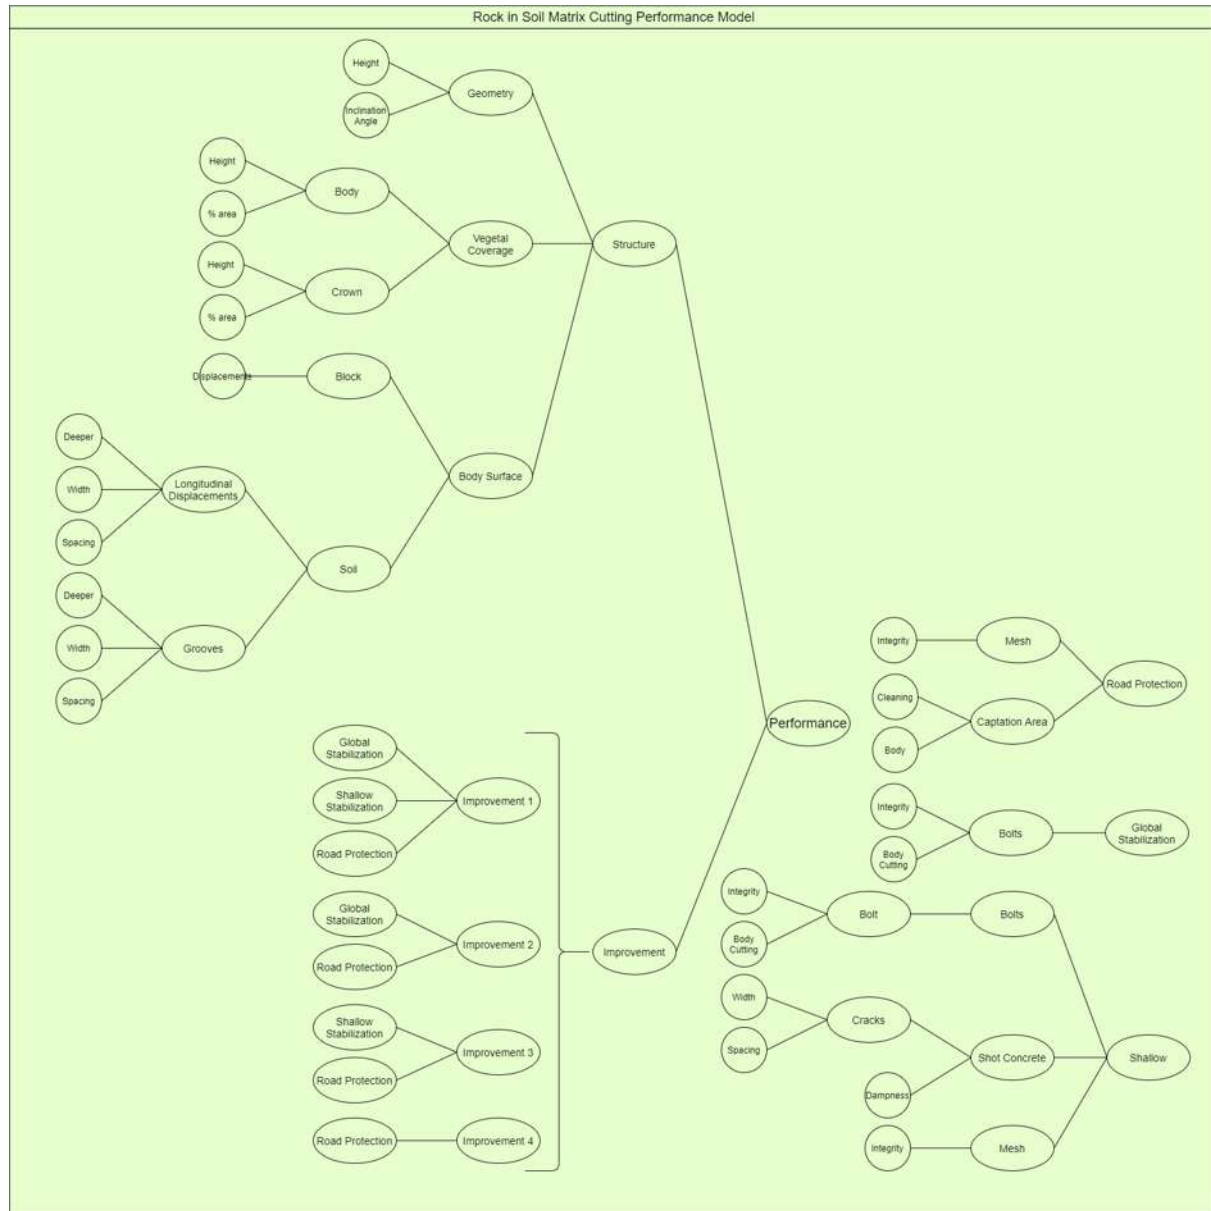 Rock in Soil Matrix Cutting Performance Model
Height
Inclination
Angle
Geometry
Height
% area
Body
Height
% area
Crown
Vegetal
Coverage
Structure
Displacements
Block
Deeper
Width
Spacing
Longitudinal
Displacements
Deeper
Width
Spacing
Grooves
Soil
Body Surface
Performance
Global
Stabilization
Shallow
Stabilization
Road Protection
Improvement 1
Global
Stabilization
Road Protection
Improvement 2
Shallow
Stabilization
Road Protection
Improvement 3
Road Protection
Improvement 4
Improvement
Integrity
Mesh
Cleaning
Body
Captation Area
Road Protection
Integrity
Body
Cutting
Bolts
Global
Stabilization
Integrity
Body
Cutting
Bolt
Bolts
Width
Spacing
Cracks
Dampness
Shot Concrete
Integrity
Mesh
Shallow